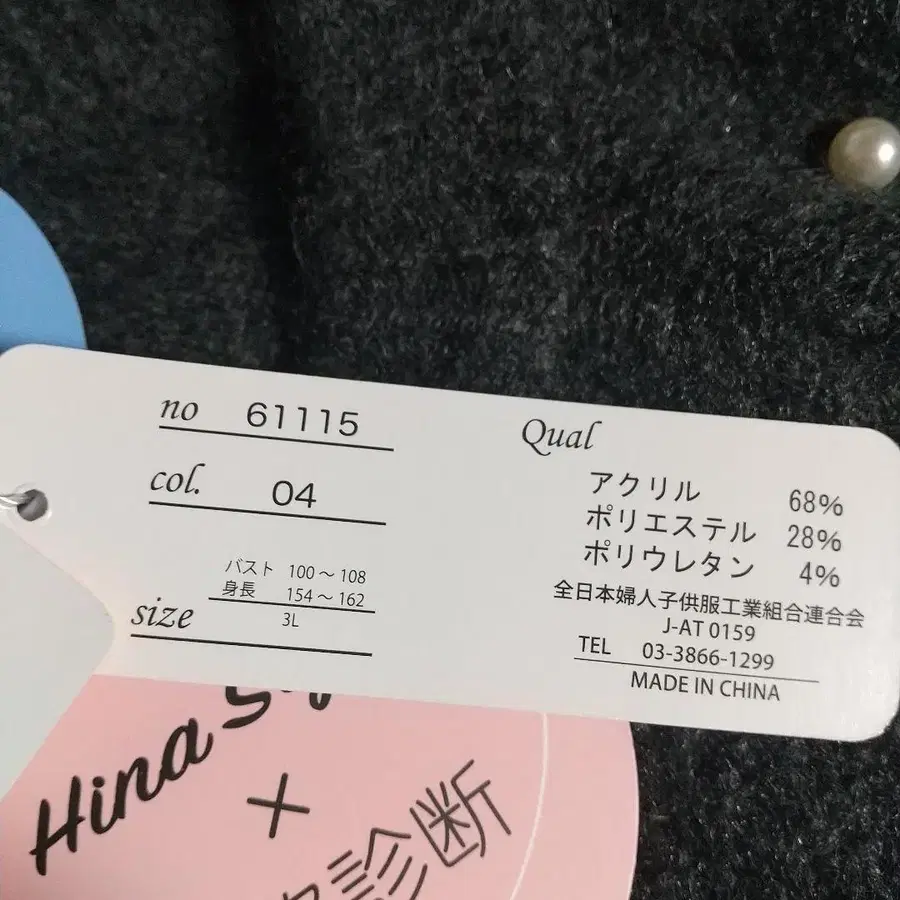 no 61115
col. 04
バスト 100～108
身長 154～162
size 3L
Qual
アクリル 68%
ポリエステル 28%
ポリウレタン 4%
全日本婦人子供服工業組合連合会
J-AT 0159
TEL 03-3866-1299
MADE IN CHINA
Hina
+
診断